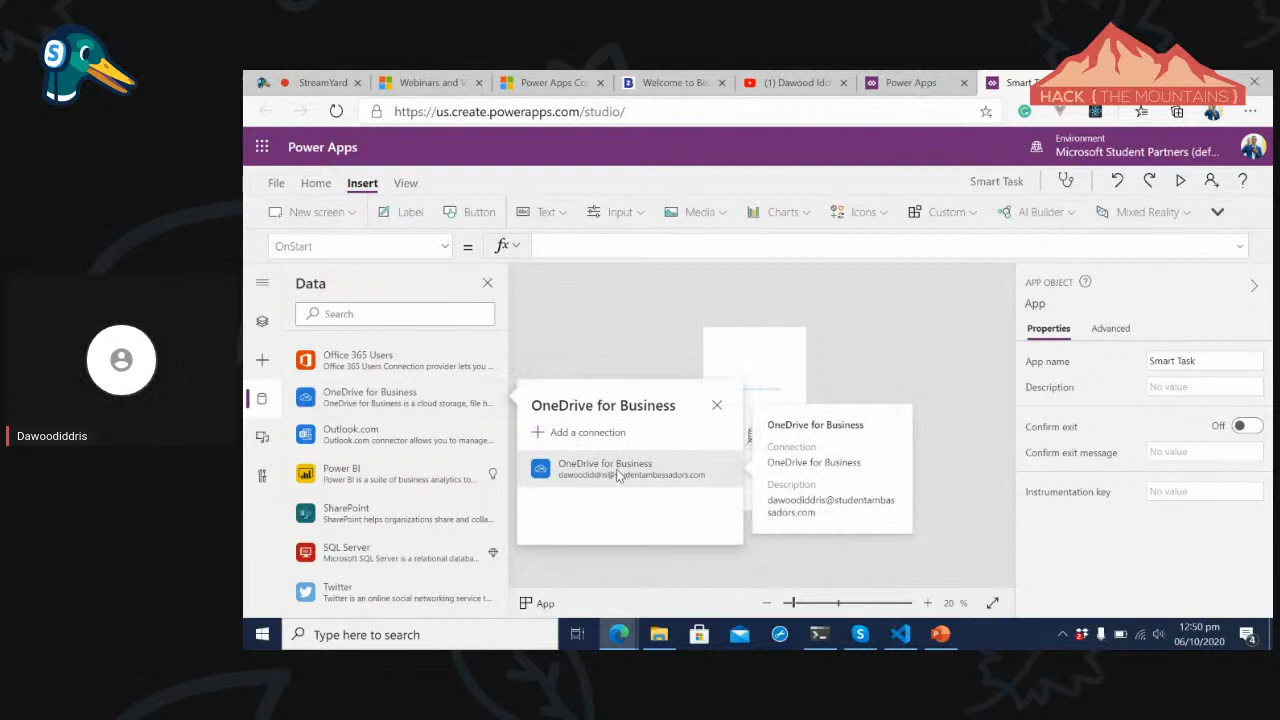 S
HACK { THE MOUNTAINS }
StreamYard
Webinars and V
Power Apps Co
Welcome to Be
(1) Dawood Idd
Power Apps
Smart T
https://us.create.powerapps.com/studio/
Power Apps
Environment
Microsoft Student Partners (def...
File
Home
Insert
View
Smart Task
New screen
Label
Button
Text
Input
Media
Charts
Icons
Custom
AI Builder
Mixed Reality
OnStart
=
fx
Data
Search
Office 365 Users
Office 365 Users Connection provider lets you ...
OneDrive for Business
OneDrive for Business is a cloud storage, file h...
Outlook.com
Outlook.com connector allows you to manage...
Power BI
Power BI is a suite of business analytics to...
SharePoint
SharePoint helps organizations share and colla...
SQL Server
Microsoft SQL Server is a relational databa...
Twitter
Twitter is an online social networking service t...
OneDrive for Business
Add a connection
OneDrive for Business
dawoodiddris@studentambassadors.com
OneDrive for Business
Connection
OneDrive for Business
Description
dawoodiddris@studentambas
sadors.com
APP OBJECT
App
Properties
Advanced
App name
Smart Task
Description
No value
Confirm exit
Off
Confirm exit message
No value
Instrumentation key
No value
App
20 %
Dawoodiddris
Type here to search
12:50 pm
06/10/2020
4